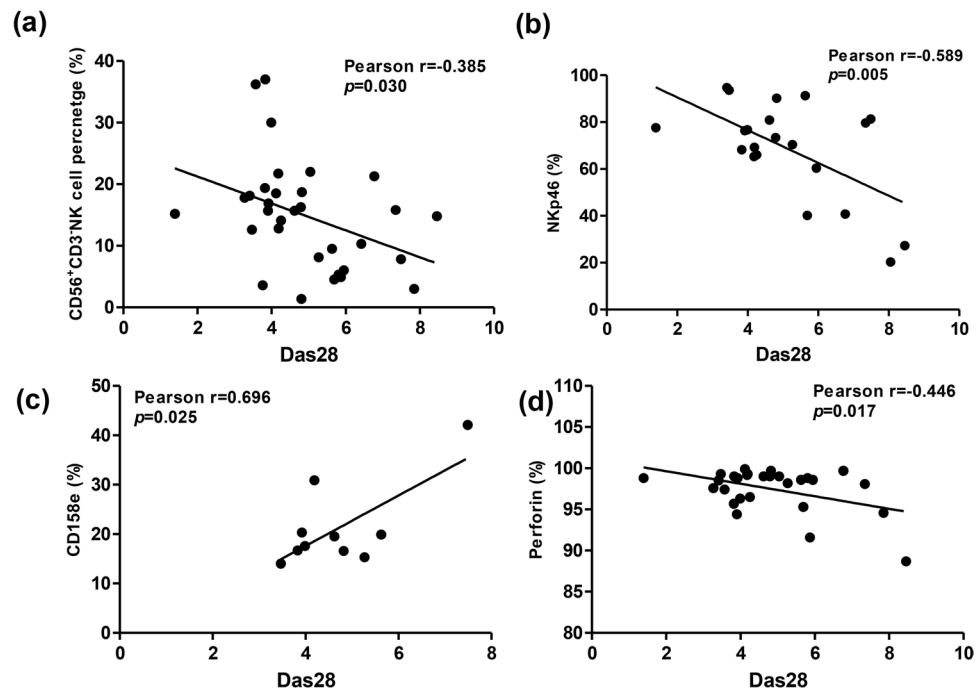 (a)
Pearson r=-0.385
p=0.030
CD56⁺CD3⁻NK cell percnetge (%)
40
30
20
10
0
0 2 4 6 8 10
Das28
(b)
Pearson r=-0.589
p=0.005
NKp46 (%)
100
80
60
40
20
0
0 2 4 6 8 10
Das28
(c)
Pearson r=0.696
p=0.025
CD158e (%)
50
40
30
20
10
0
0 2 4 6 8
Das28
(d)
Pearson r=-0.446
p=0.017
Perforin (%)
110
105
100
95
90
85
80
0 2 4 6 8 10
Das28